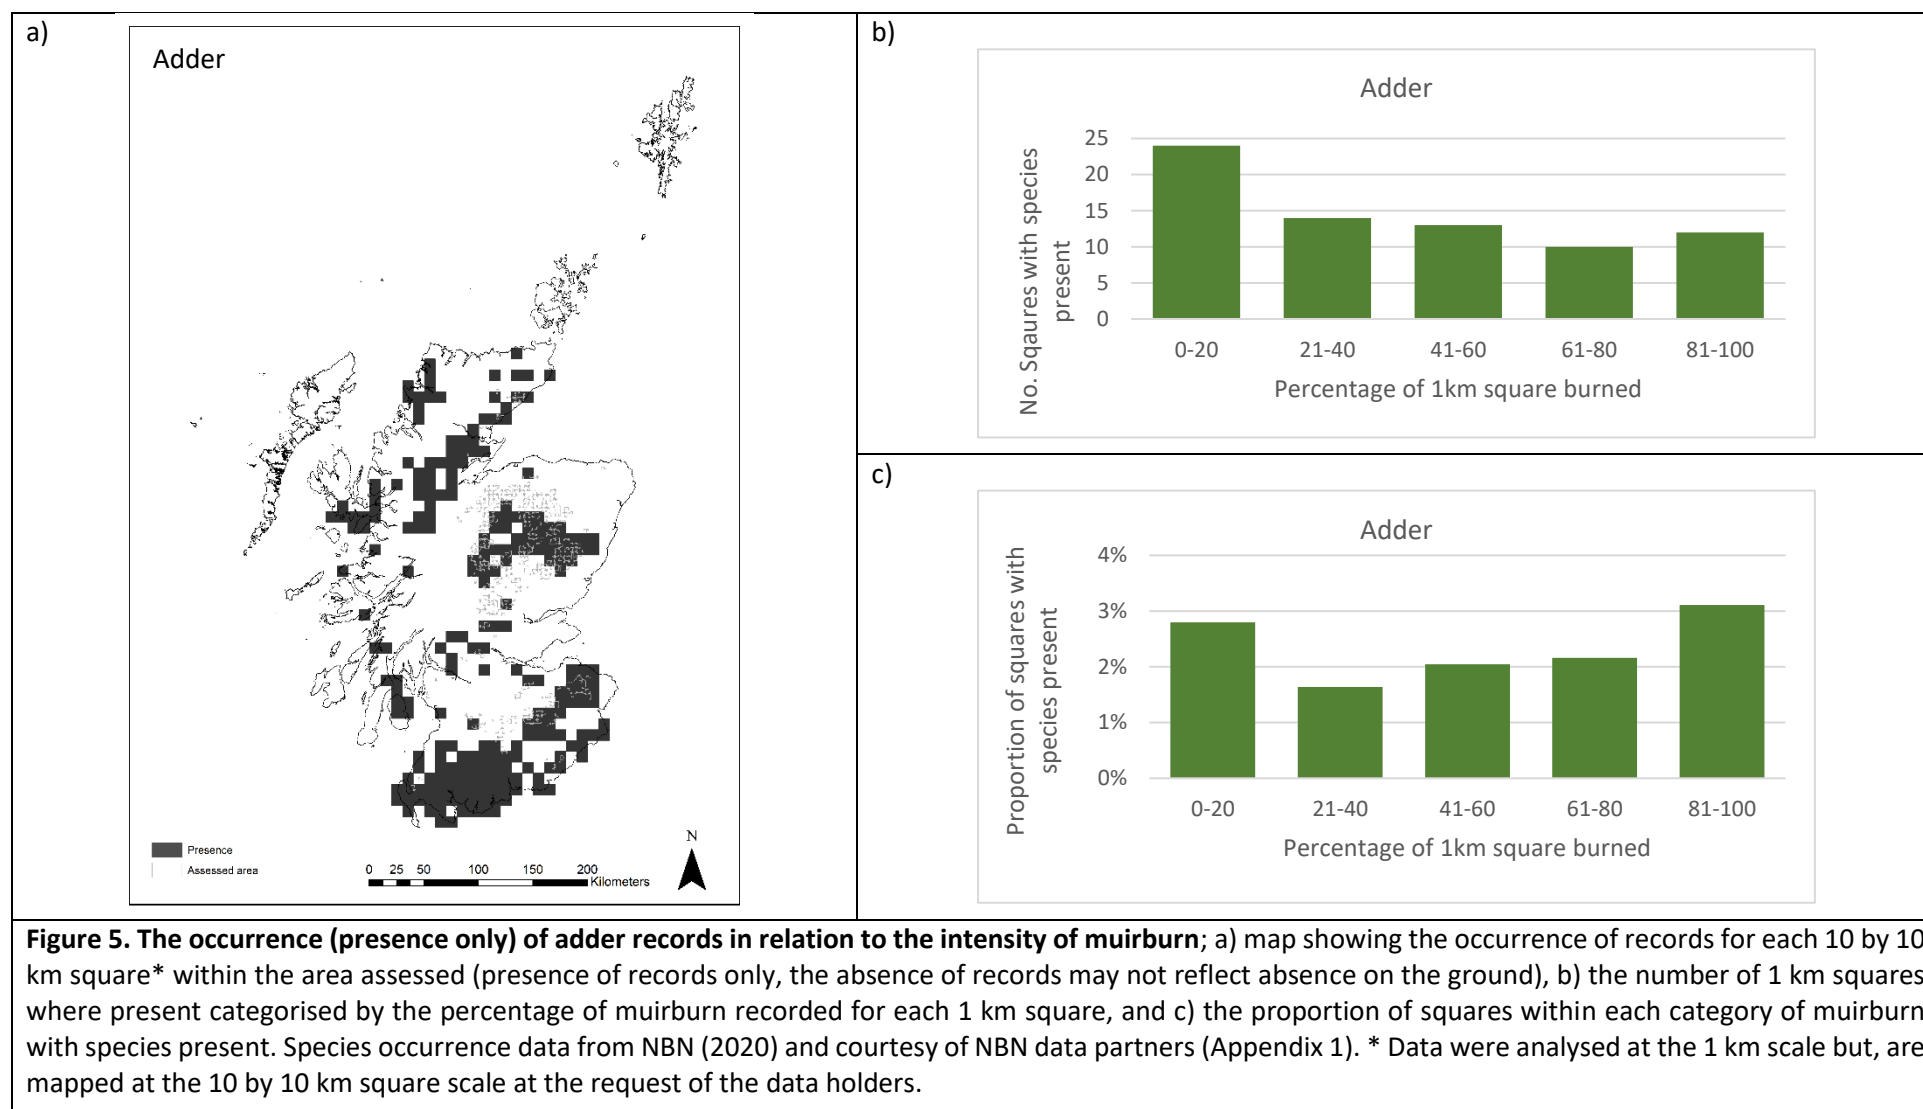 a)
Adder
Presence
Assessed area
0 25 50 100 150 200
Kilometers
N
b)
Adder
No. Sqaures with species
present
25
20
15
10
5
0
0-20 21-40 41-60 61-80 81-100
Percentage of 1km square burned
c)
Adder
Proportion of squares with
species present
4%
3%
2%
1%
0%
0-20 21-40 41-60 61-80 81-100
Percentage of 1km square burned
Figure 5. The occurrence (presence only) of adder records in relation to the intensity of muirburn; a) map showing the occurrence of records for each 10 by 10
km square* within the area assessed (presence of records only, the absence of records may not reflect absence on the ground), b) the number of 1 km squares
where present categorised by the percentage of muirburn recorded for each 1 km square, and c) the proportion of squares within each category of muirburn
with species present. Species occurrence data from NBN (2020) and courtesy of NBN data partners (Appendix 1). * Data were analysed at the 1 km scale but, are
mapped at the 10 by 10 km square scale at the request of the data holders.